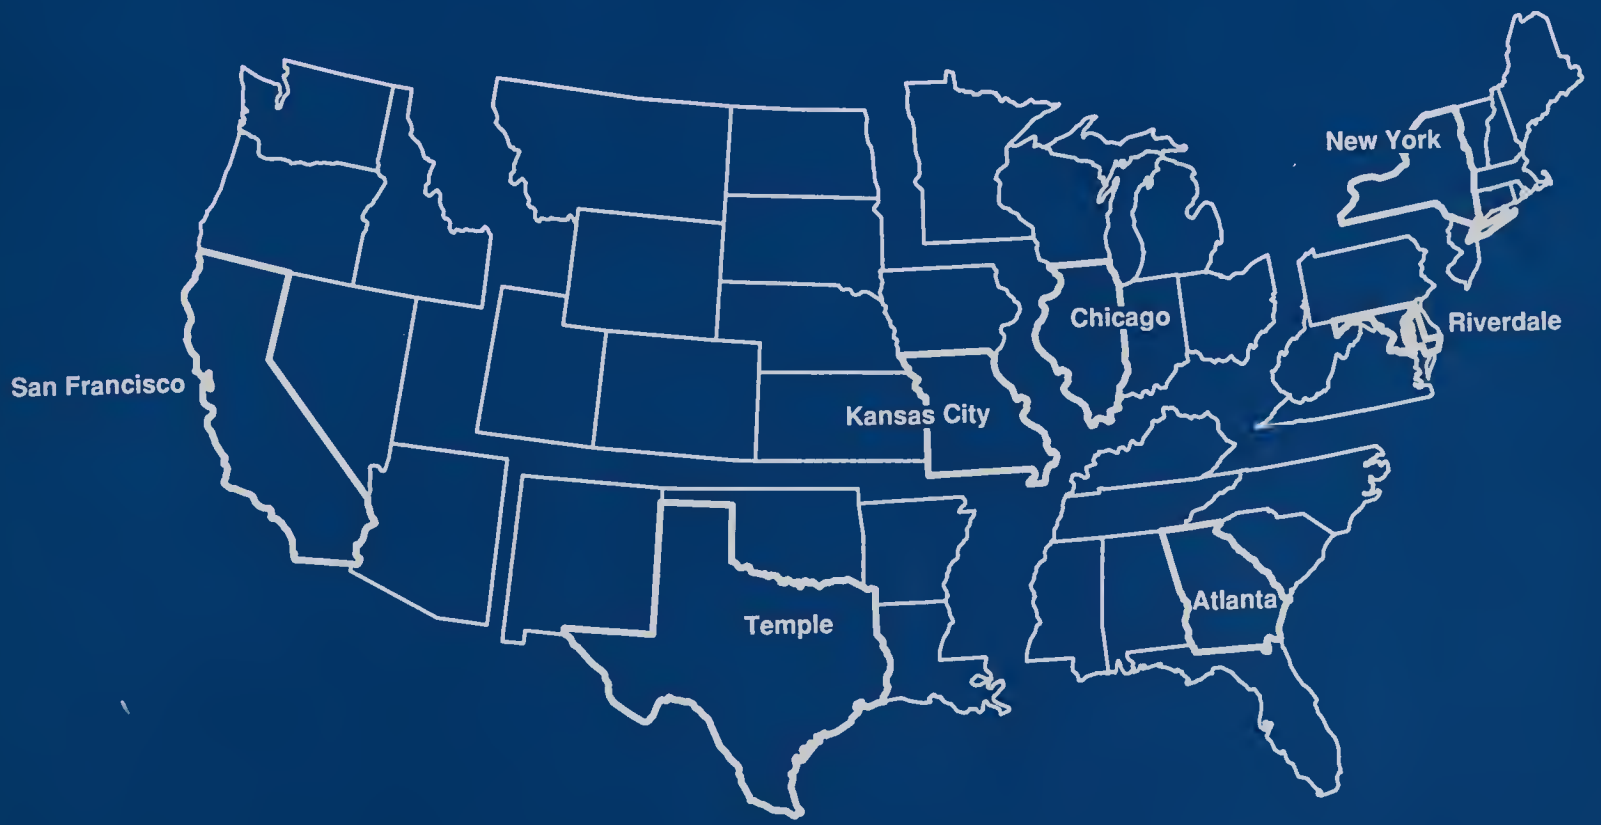 New York
Chicago
Riverdale
San Francisco
Kansas City
Atlanta
Temple